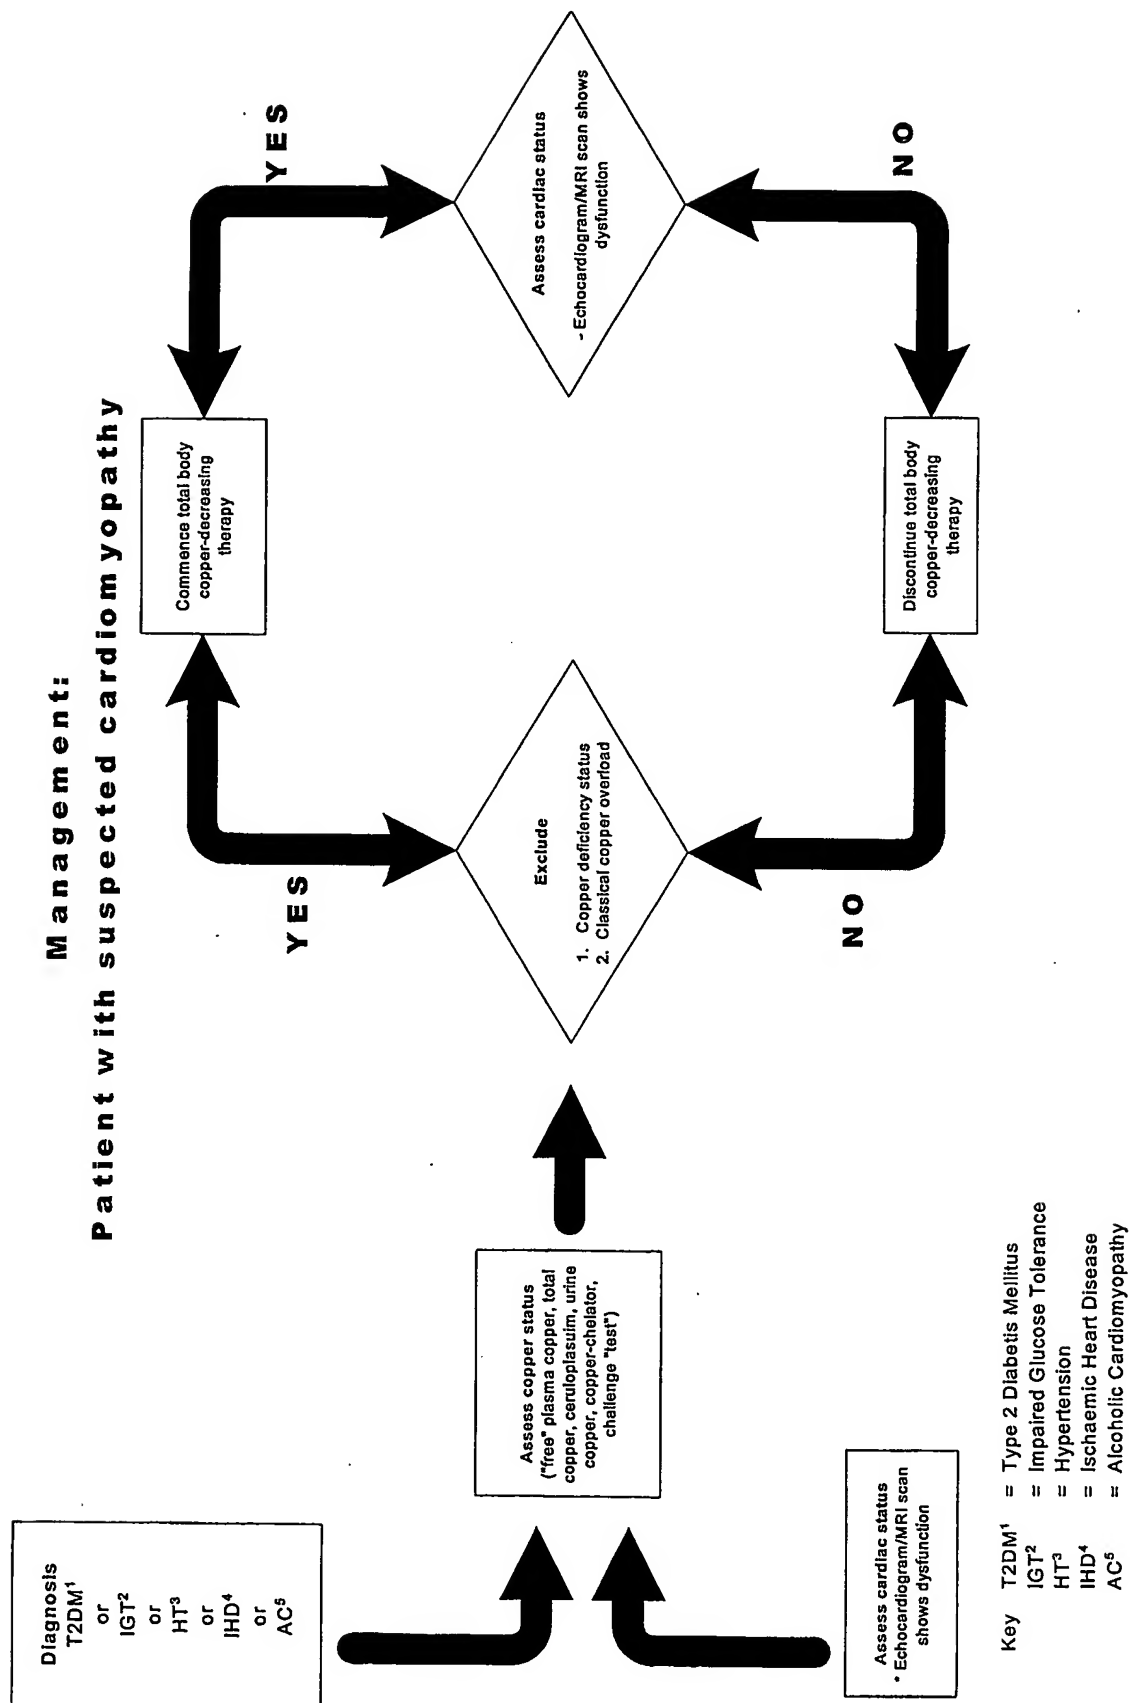 Management:
Patient with suspected cardiomyopathy
Diagnosis
T2DM¹
or
IGT²
or
HT³
or
IHD⁴
or
AC⁵
Assess cardiac status
* Echocardiogram/MRI scan
shows dysfunction
Assess copper status
("free" plasma copper, total
copper, ceruloplasuim, urine
copper, copper-chelator,
challenge "test")
Exclude
1. Copper deficiency status
2. Classical copper overload
YES
NO
Commence total body
copper-decreasing
therapy
Discontinue total body
copper-decreasing
therapy
YES
NO
Assess cardiac status
- Echocardiogram/MRI scan shows
dysfunction
Key T2DM¹ = Type 2 Diabetis Mellitus
IGT² = Impaired Glucose Tolerance
HT³ = Hypertension
IHD⁴ = Ischaemic Heart Disease
AC⁵ = Alcoholic Cardiomyopathy